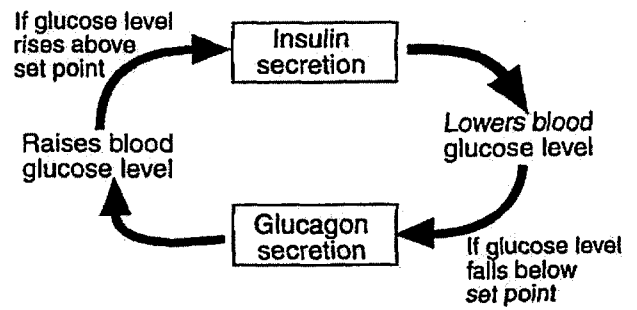 If glucose level
rises above
set point
Insulin
secretion
Lowers blood
glucose level
Raises blood
glucose level
Glucagon
secretion
If glucose level
falls below
set point